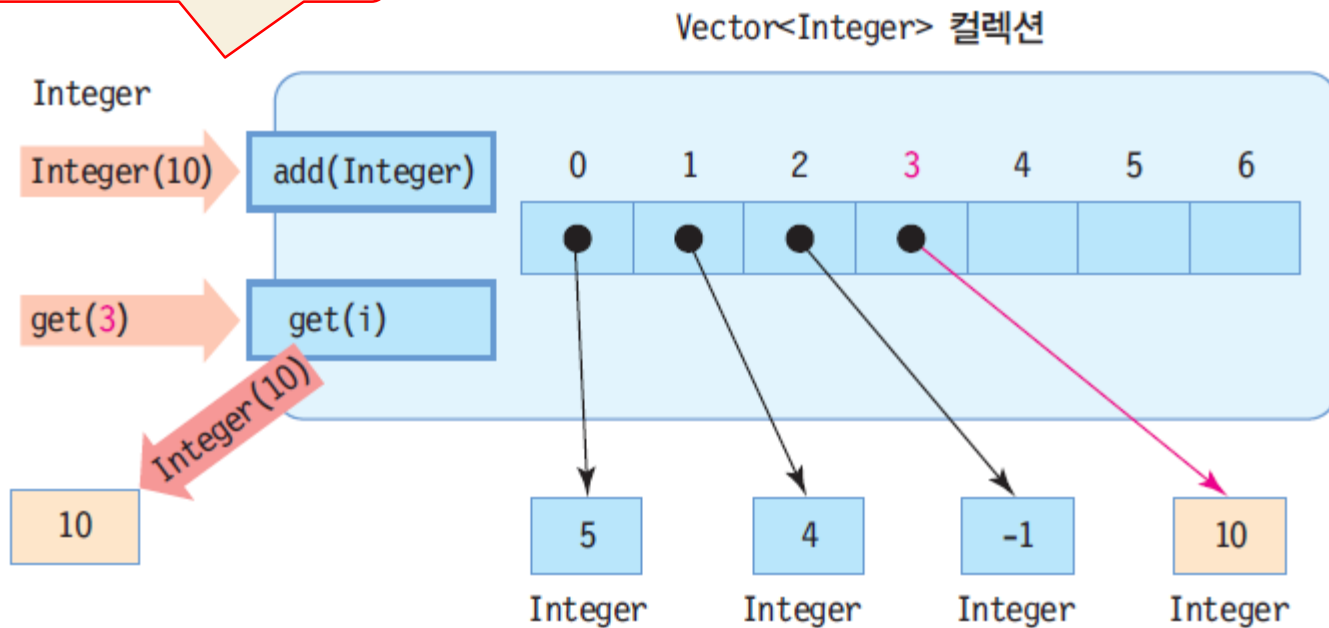 Vector<Integer> 컬렉션
Integer
Integer(10)
add(Integer)
0 1 2 3 4 5 6
get(3)
get(i)
Integer(10)
10
5 4 -1 10
Integer Integer Integer Integer